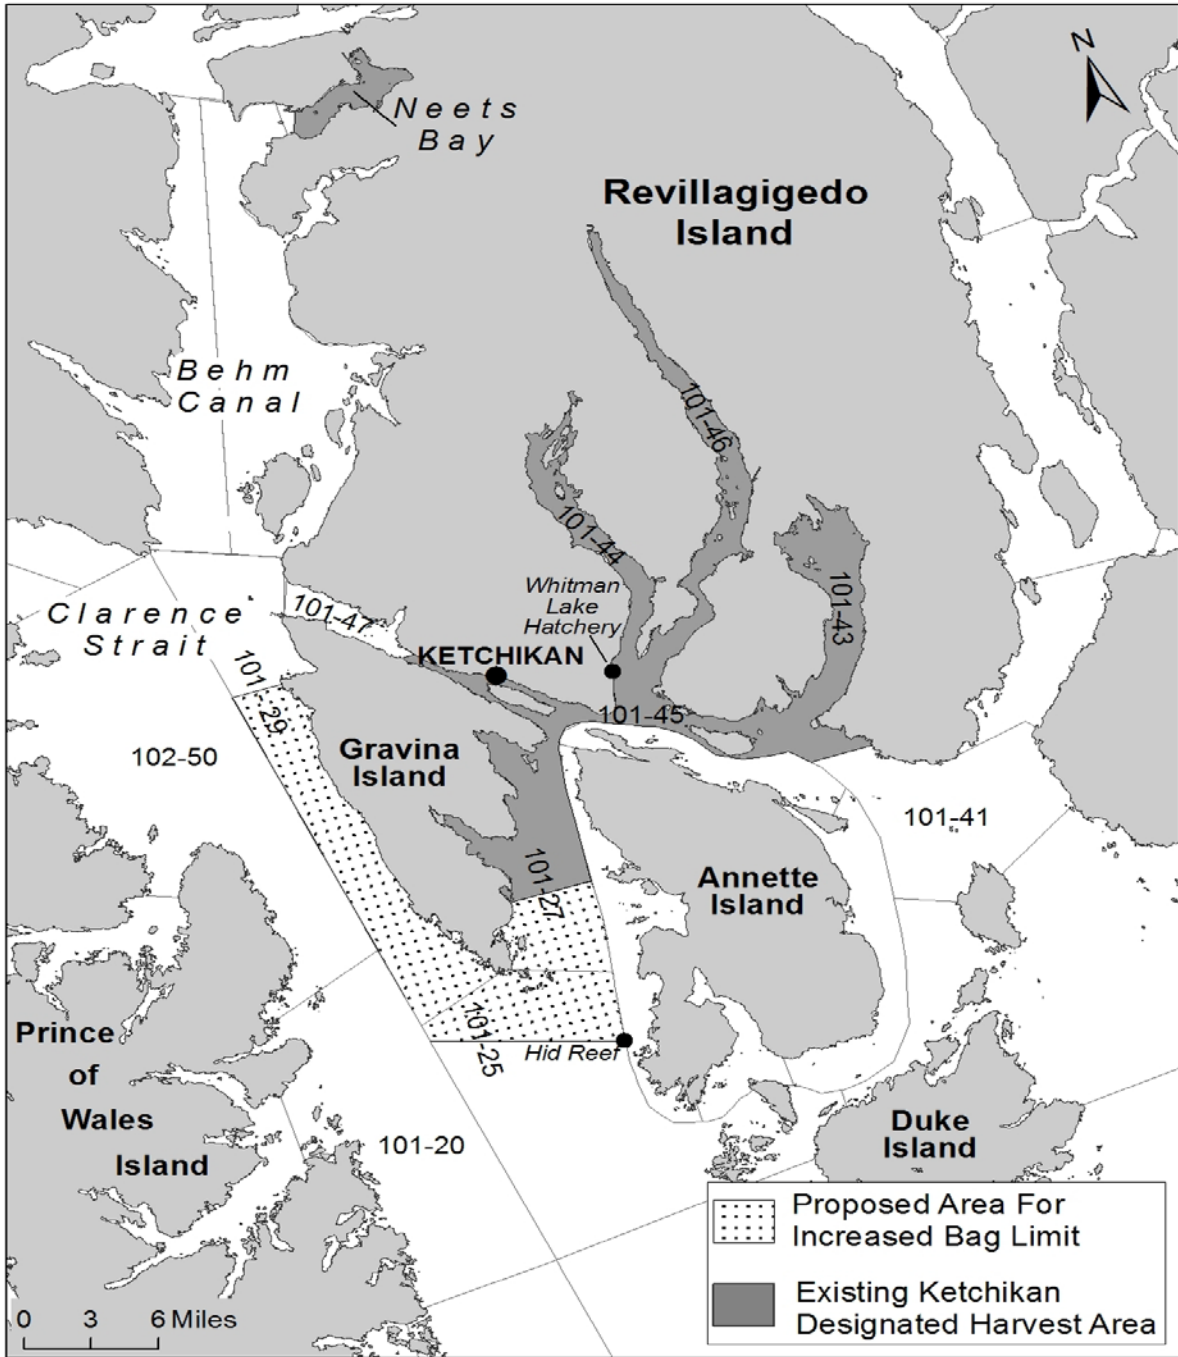 N
Neets
Bay
Revillagigedo
Island
Behm
Canal
101-46
101-44
101-43
Whitman
Lake
Hatchery
101-47
Clarence
Strait
KETCHIKAN
101-29
101-45
102-50
Gravina
Island
101-41
101-27
Annette
Island
Prince
of
Wales
Island
101-25
Hid Reef
101-20
Duke
Island
Proposed Area For
Increased Bag Limit
Existing Ketchikan
Designated Harvest Area
0 3 6 Miles